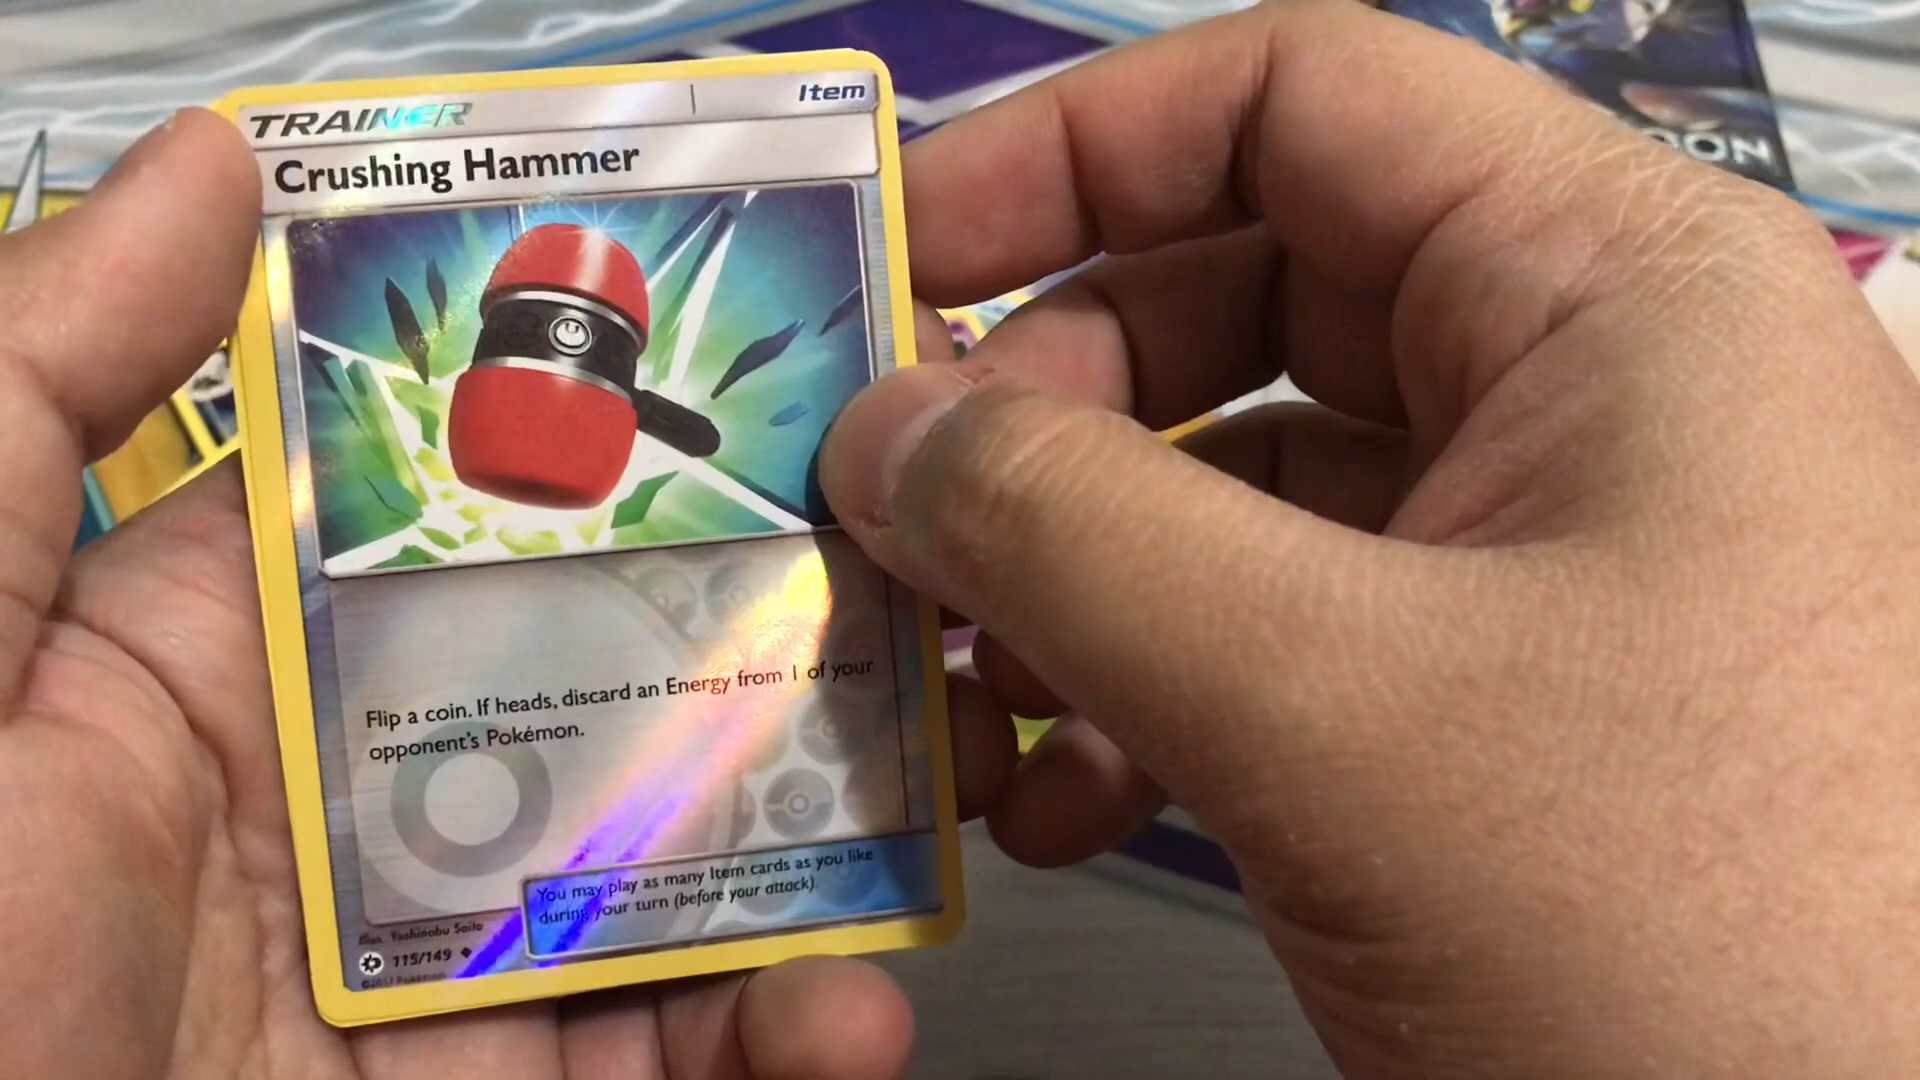 TRAINER
Item
Crushing Hammer
Flip a coin. If heads, discard an Energy from 1 of your
opponent's Pokémon.
You may play as many Item cards as you like
during your turn (before your attack).
Illus. Yoshinobu Saito
115/149
©2017 Pokémon